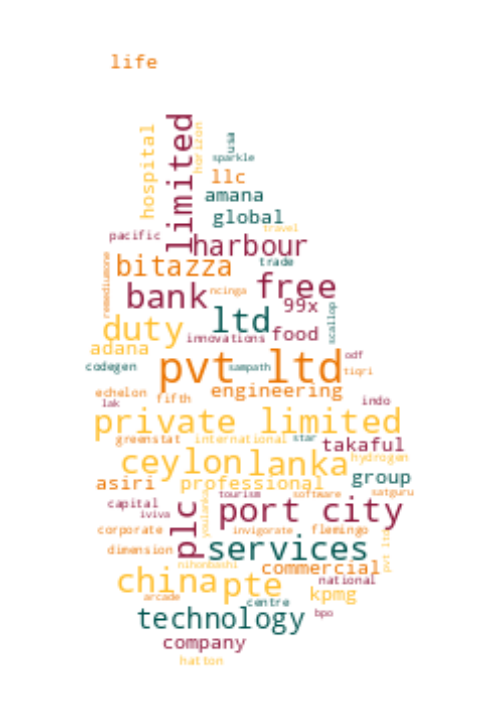 life
limited
hospital
horizon
usa
sparkle
llc
amana
global
travel
pacific
harbour
bitazza
trade
remediumone
bank
ncinga
free
99x
scallop
duty
ltd
innovations
food
adana
codegen
pvt ltd
sampath
odf
tiqri
echelon
fifth
engineering
lak
indo
private limited
greenstat
international
star
takaful
ceylon
lanka
hydrogen
asiri
professional
group
tourism
software
satguru
capital
iviva
youlanka
plc
port city
corporate
invigorate
flemingo
pvt ltd
dimension
services
nihonbashi
commercial
china
pte
national
arcade
centre
kpmg
technology
bpo
company
hatton